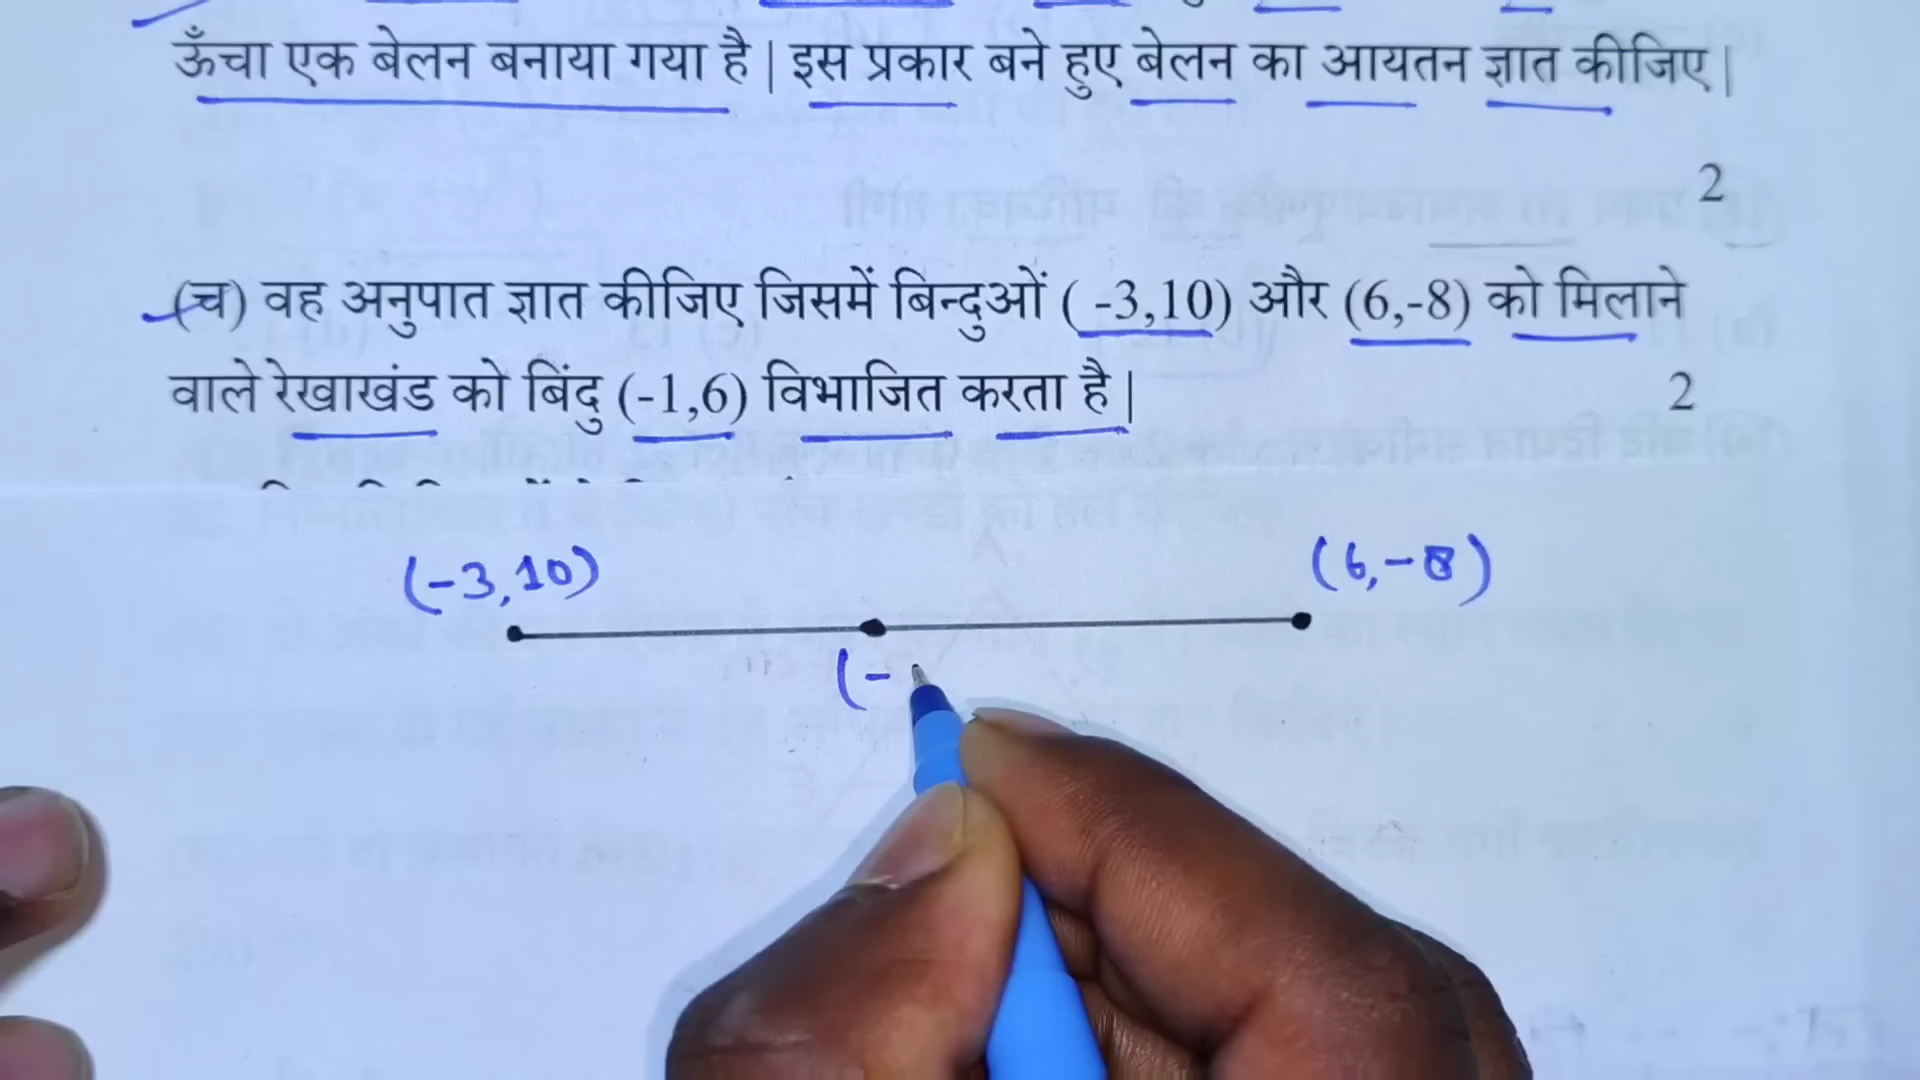 ऊँचा एक बेलन बनाया गया है | इस प्रकार बने हुए बेलन का आयतन ज्ञात कीजिए |
2
(च) वह अनुपात ज्ञात कीजिए जिसमें बिन्दुओं ( -3,10) और (6,-8) को मिलाने
वाले रेखाखंड को बिंदु (-1,6) विभाजित करता है |
2
(-3,10) (6,-8)
(-